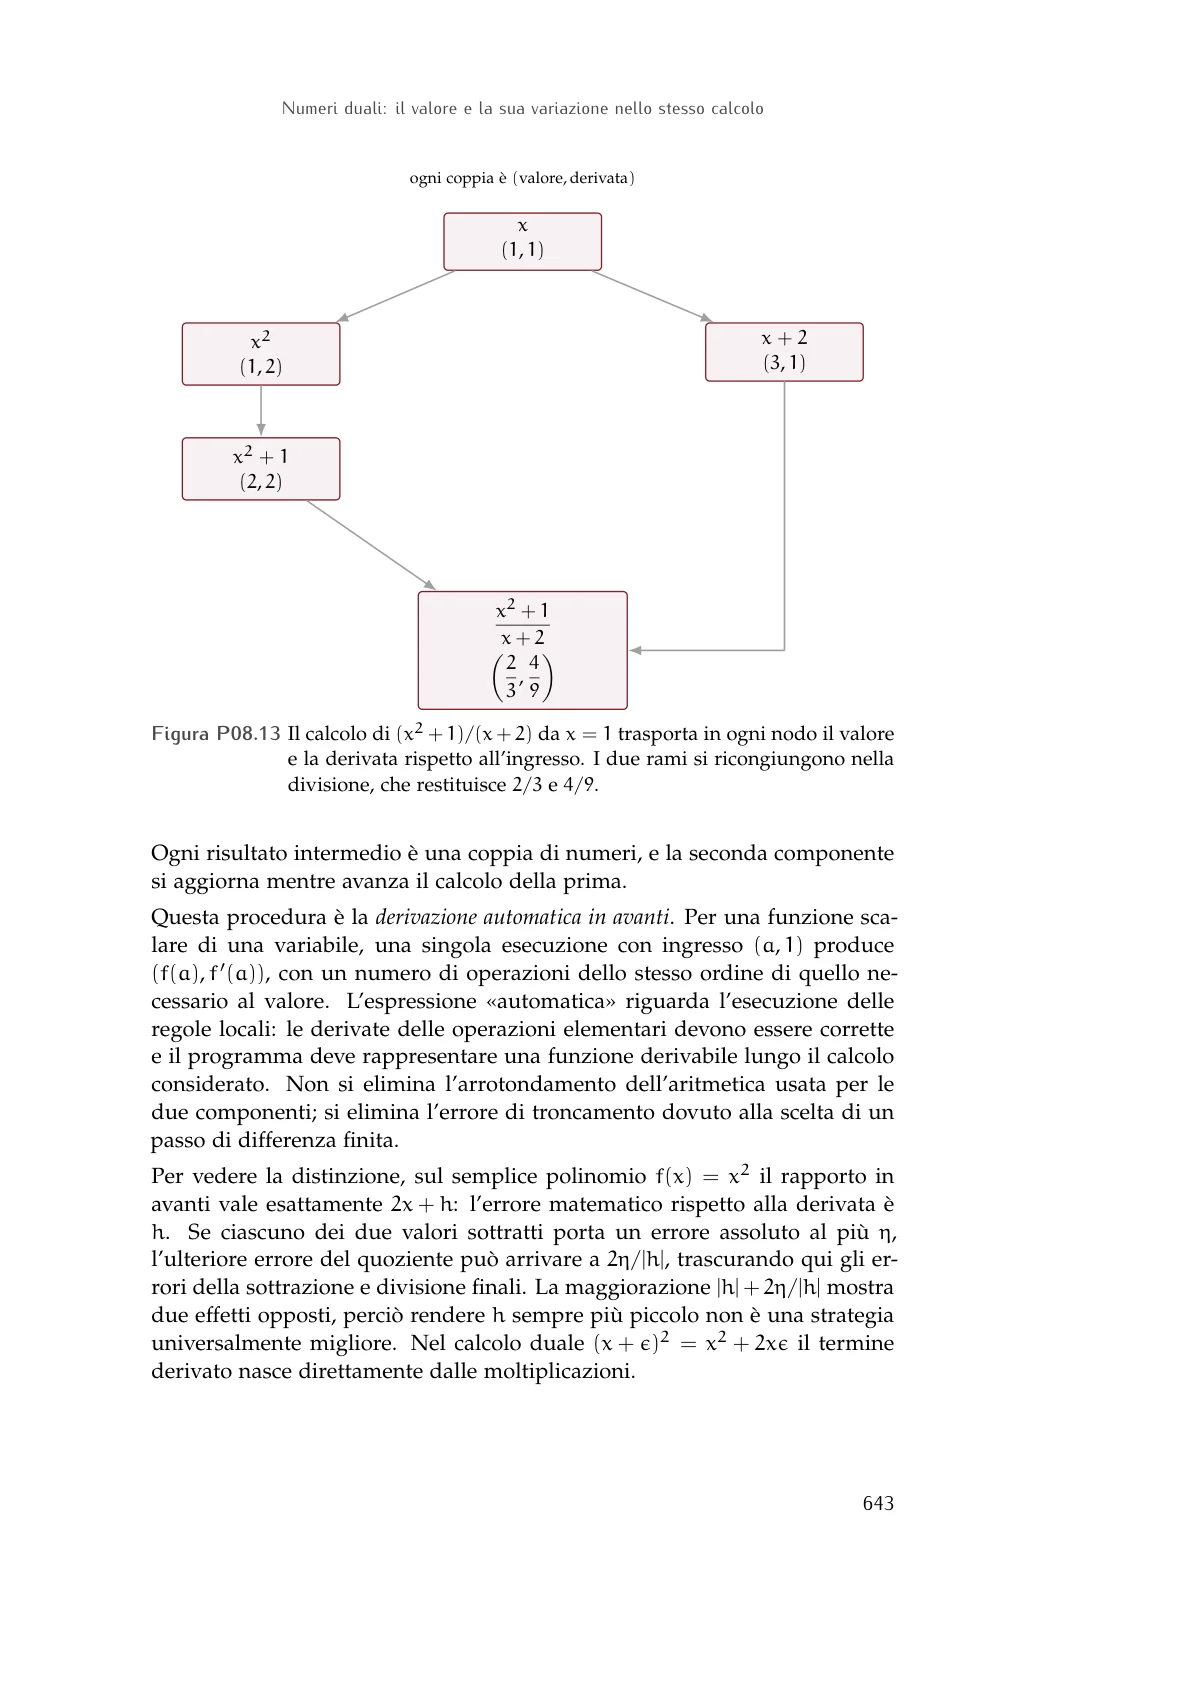 Numeri duali: il valore e la sua variazione nello stesso calcolo
ogni coppia è (valore, derivata)
x
(1, 1)
x²
(1, 2)
x + 2
(3, 1)
x² + 1
(2, 2)
x² + 1
x + 2
(2/3, 4/9)
Figura P08.13 Il calcolo di (x² + 1)/(x + 2) da x = 1 trasporta in ogni nodo il valore
e la derivata rispetto all'ingresso. I due rami si ricongiungono nella
divisione, che restituisce 2/3 e 4/9.
Ogni risultato intermedio è una coppia di numeri, e la seconda componente
si aggiorna mentre avanza il calcolo della prima.
Questa procedura è la derivazione automatica in avanti. Per una funzione sca-
lare di una variabile, una singola esecuzione con ingresso (a, 1) produce
(f(a), f′(a)), con un numero di operazioni dello stesso ordine di quello ne-
cessario al valore. L'espressione «automatica» riguarda l'esecuzione delle
regole locali: le derivate delle operazioni elementari devono essere corrette
e il programma deve rappresentare una funzione derivabile lungo il calcolo
considerato. Non si elimina l'arrotondamento dell'aritmetica usata per le
due componenti; si elimina l'errore di troncamento dovuto alla scelta di un
passo di differenza finita.
Per vedere la distinzione, sul semplice polinomio f(x) = x² il rapporto in
avanti vale esattamente 2x + h: l'errore matematico rispetto alla derivata è
h. Se ciascuno dei due valori sottratti porta un errore assoluto al più η,
l'ulteriore errore del quoziente può arrivare a 2η/|h|, trascurando qui gli er-
rori della sottrazione e divisione finali. La maggiorazione |h| + 2η/|h| mostra
due effetti opposti, perciò rendere h sempre più piccolo non è una strategia
universalmente migliore. Nel calcolo duale (x + ϵ)² = x² + 2xϵ il termine
derivato nasce direttamente dalle moltiplicazioni.
643